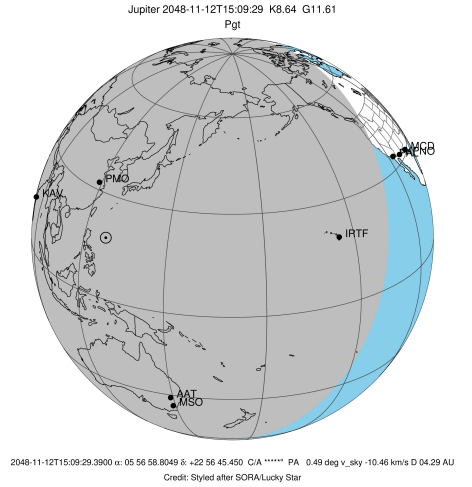 Jupiter 2048-11-12T15:09:29 K8.64 G11.61
Pgt
MCD
KAV
PMO
IRTF
AAT
MSO
2048-11-12T15:09:29.3900 α: 05 56 58.8049 δ: +22 56 45.450 C/A *****" PA 0.49 deg v_sky -10.46 km/s D 04.29 AU
Credit: Styled after SORA/Lucky Star